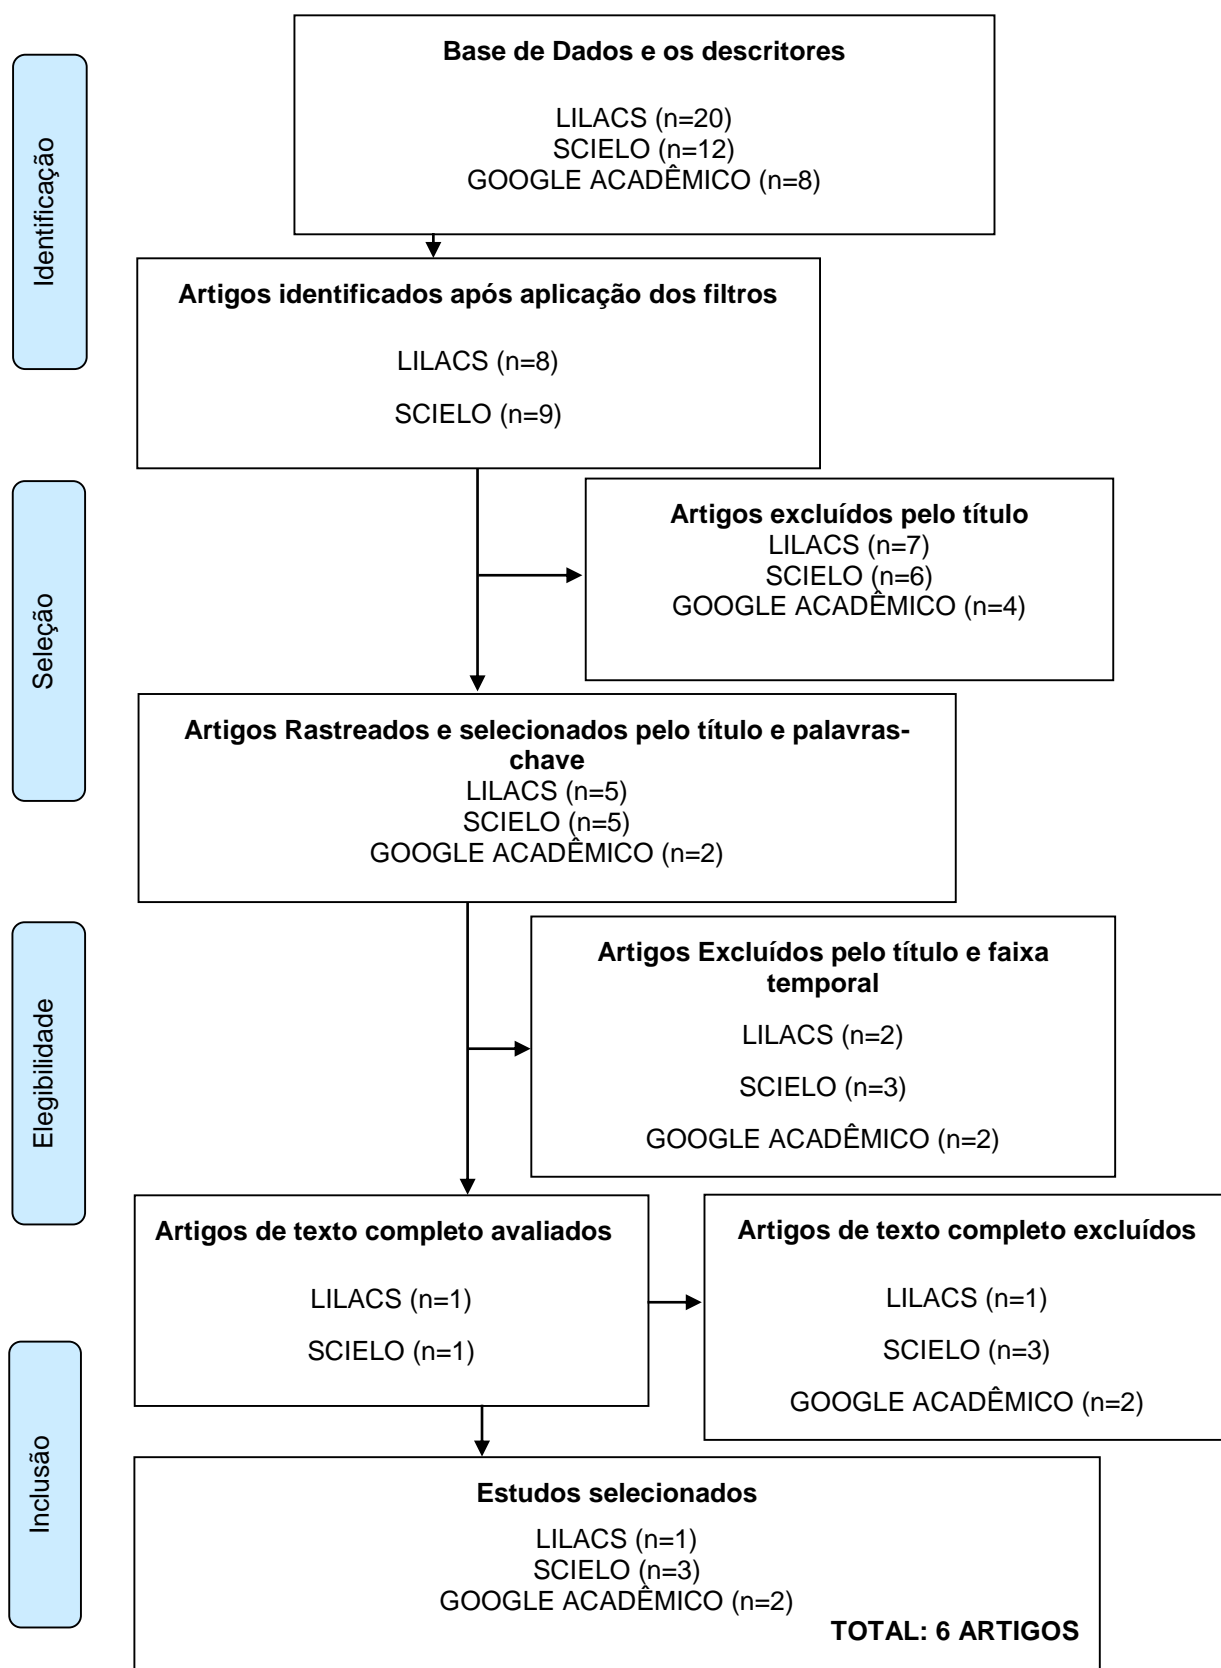 Identificação
Base de Dados e os descritores
LILACS (n=20)
SCIELO (n=12)
GOOGLE ACADÊMICO (n=8)
Artigos identificados após aplicação dos filtros
LILACS (n=8)
SCIELO (n=9)
Seleção
Artigos excluídos pelo título
LILACS (n=7)
SCIELO (n=6)
GOOGLE ACADÊMICO (n=4)
Artigos Rastreados e selecionados pelo título e palavras-
chave
LILACS (n=5)
SCIELO (n=5)
GOOGLE ACADÊMICO (n=2)
Elegibilidade
Artigos Excluídos pelo título e faixa
temporal
LILACS (n=2)
SCIELO (n=3)
GOOGLE ACADÊMICO (n=2)
Artigos de texto completo avaliados
LILACS (n=1)
SCIELO (n=1)
Artigos de texto completo excluídos
LILACS (n=1)
SCIELO (n=3)
GOOGLE ACADÊMICO (n=2)
Inclusão
Estudos selecionados
LILACS (n=1)
SCIELO (n=3)
GOOGLE ACADÊMICO (n=2)
TOTAL: 6 ARTIGOS